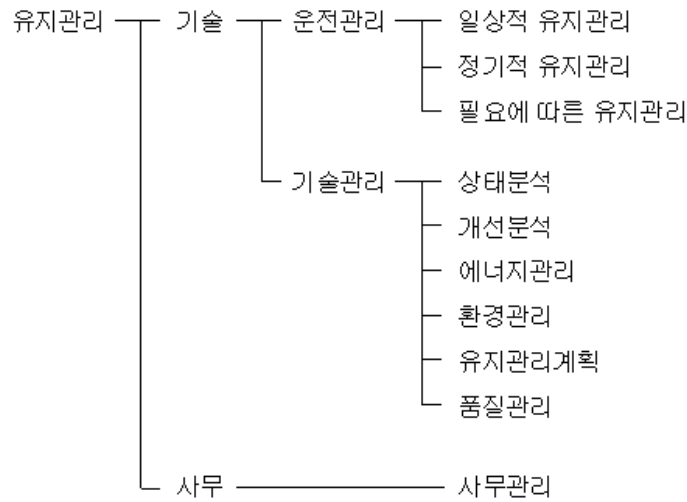 유지관리 기술 운전관리 일상적 유지관리
정기적 유지관리
필요에 따른 유지관리
기술관리 상태분석
개선분석
에너지관리
환경관리
유지관리계획
품질관리
사무 사무관리